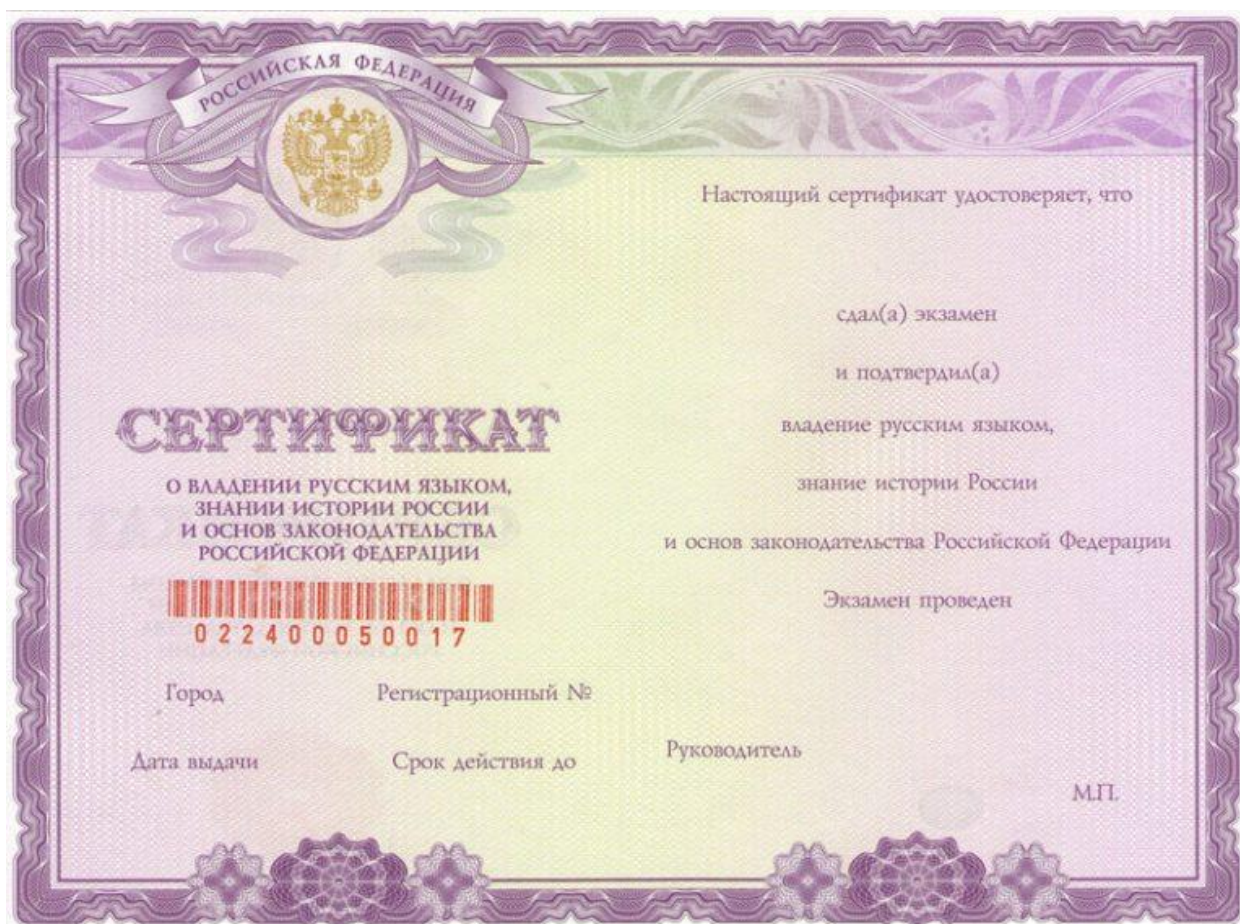 РОССИЙСКАЯ ФЕДЕРАЦИЯ
СЕРТИФИКАТ
О ВЛАДЕНИИ РУССКИМ ЯЗЫКОМ,
ЗНАНИИ ИСТОРИИ РОССИИ
И ОСНОВ ЗАКОНОДАТЕЛЬСТВА
РОССИЙСКОЙ ФЕДЕРАЦИИ
022400050017
Город
Регистрационный №
Дата выдачи
Срок действия до
Настоящий сертификат удостоверяет, что
сдал(а) экзамен
и подтвердил(а)
владение русским языком,
знание истории России
и основ законодательства Российской Федерации
Экзамен проведен
Руководитель
М.П.